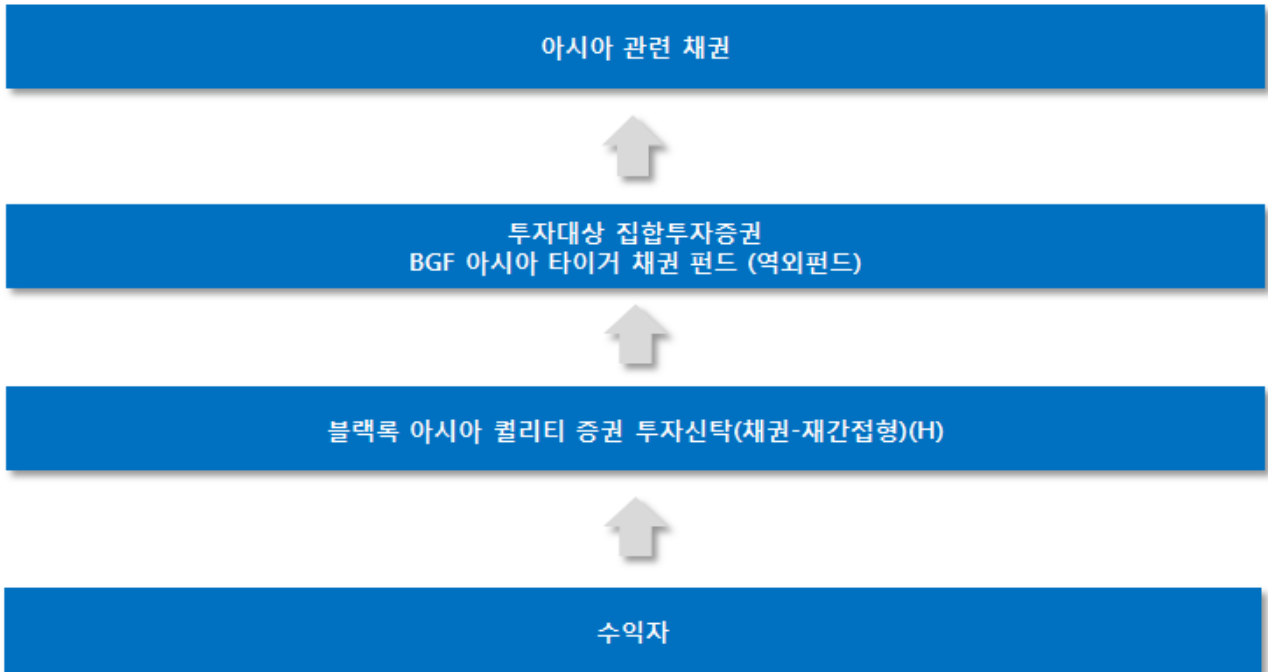 아시아 관련 채권
투자대상 집합투자증권
BGF 아시아 타이거 채권 펀드 (역외펀드)
블랙록 아시아 퀄리티 증권 투자신탁(채권-재간접형)(H)
수익자